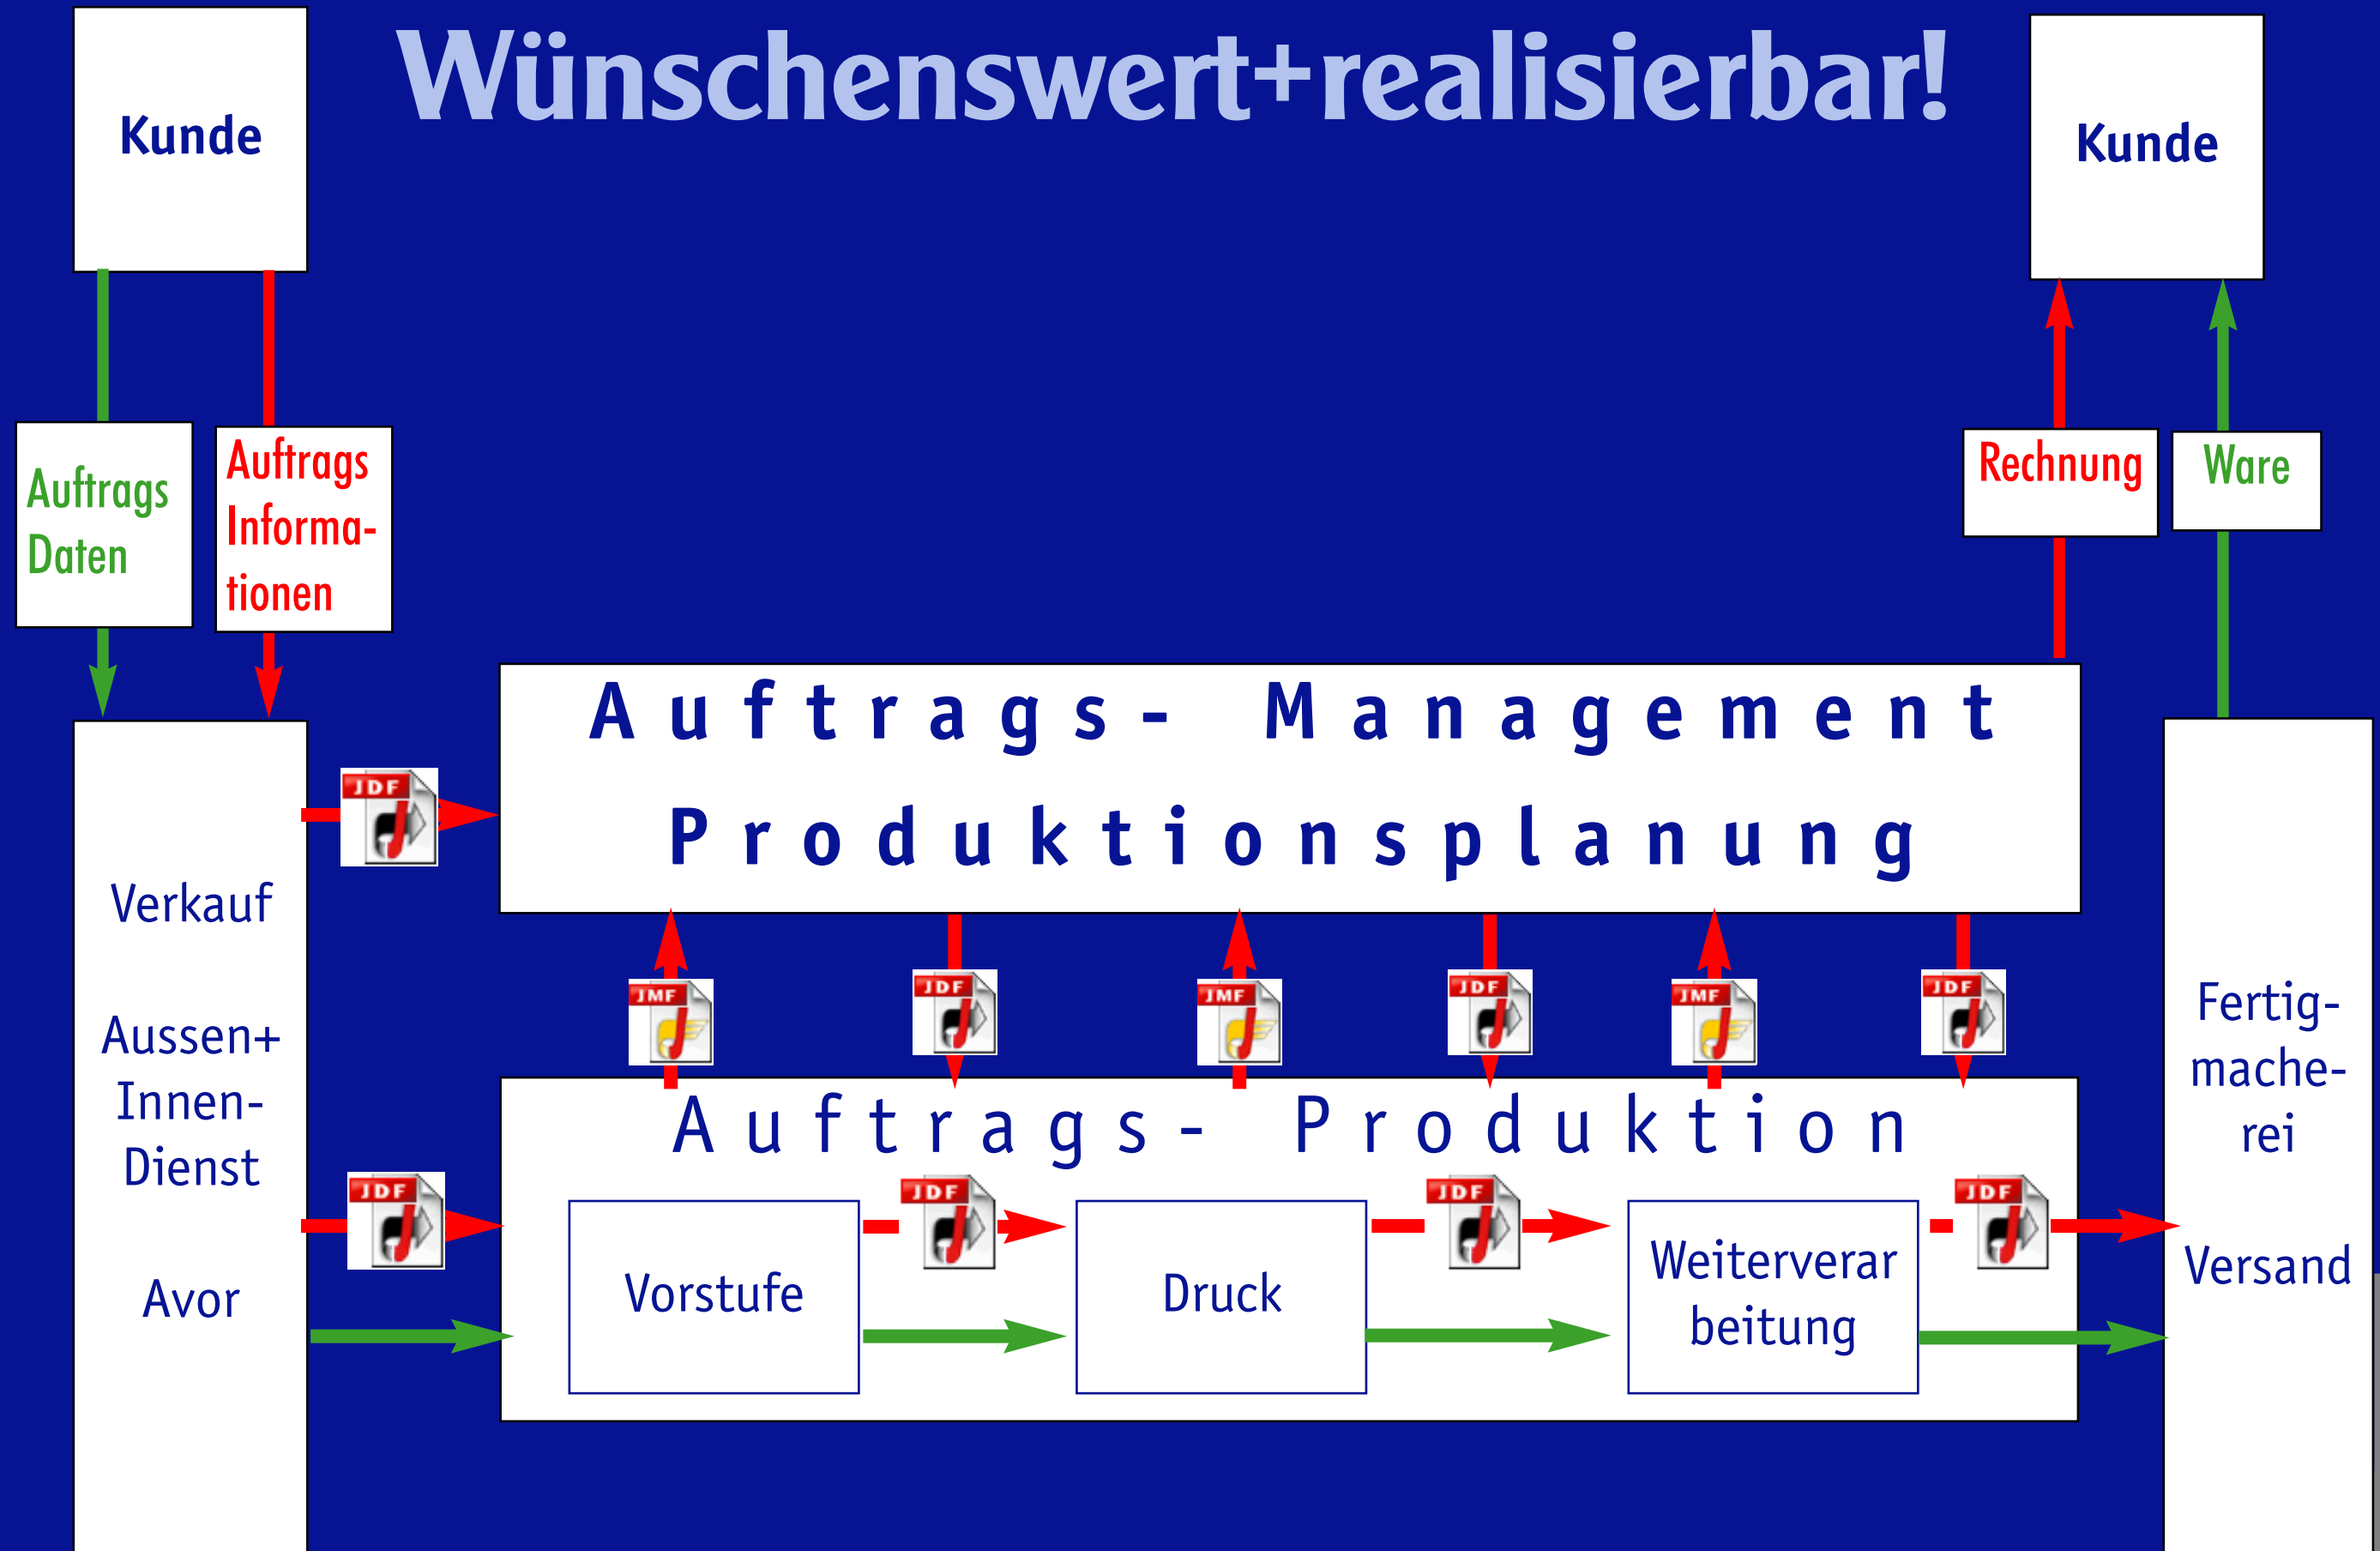 Wünschenswert+realisierbar!
Kunde
Kunde
Auftrags
Daten
Auftrags
Informa-
tionen
Rechnung
Ware
Auftrags- Management
Produktionsplanung
JDF
Verkauf
Aussen+
Innen-
Dienst
Avor
JMF
JDF
JMF
JDF
JMF
JDF
Auftrags- Produktion
JDF
JDF
JDF
JDF
Vorstufe
Druck
Weiterverar
beitung
Fertig-
mache-
rei
Versand